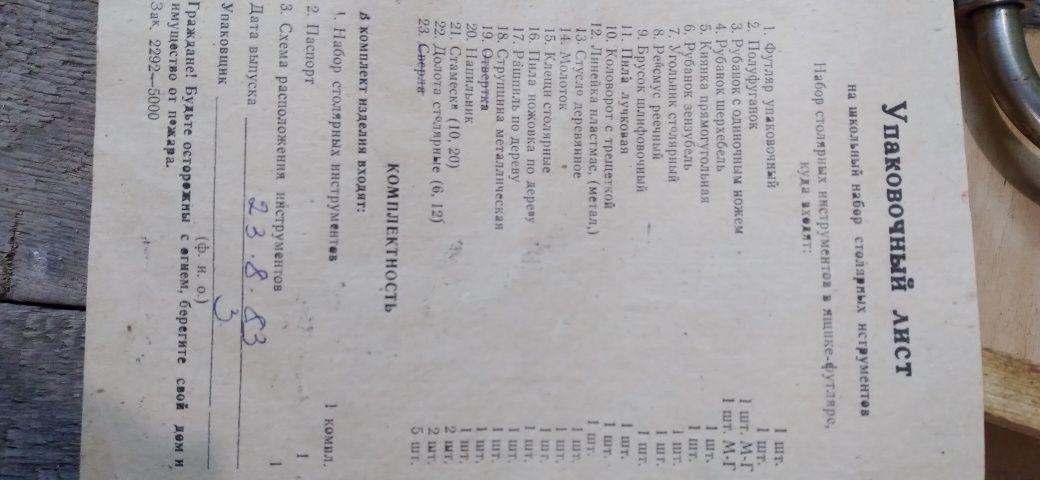 Упаковочный лист
на школьный набор столярных иструментов
Набор столярных инструментов в ящике-футляре,
куда входят:
1. Футляр упаковочный 1 шт.
2. Полуфуганок 1 шт.
3. Рубанок с одиночным ножем 1 шт. М-Г
4. Рубанок шерхебель 1 шт. М-Г
5. Киянка прямоугольная 1 шт.
6. Рубанок зензубель 1 шт.
7. Угольник столярный 1 шт.
8. Рейсмус реечный 1 шт.
9. Брусок шлифовочный 1 шт.
11. Пила лучковая 1 шт.
10. Коловорот с трещеткой 1 шт.
12. Линейка пластмас, (метал,) 1 шт.
13. Стусло деревянное 1 шт.
14. Молоток 1 шт.
15. Клещи столярные 1 шт.
16. Пила ножовка по дереву 1 шт.
17. Рашпиль по дереву 1 шт.
18. Струпцина металлическая 1 шт.
19. Отвертка 1 шт.
20. Напильник 1 шт.
21. Стамеска (10, 20) 2 шт.
22. Долота столярные (6, 12) 2 шт.
23. Сверла 5 шт.
КОМПЛЕКТНОСТЬ
В комплект изделия входят:
1. Набор столярных инструментов 1 компл.
2. Паспорт 1
3. Схема расположения инструментов 1
Дата выпуска 23.8.83
Упаковщик 3
(ф. и. о.)
Граждане! Будьте осторожны с огнем, берегите свой дом и
имущество от пожара.
Зак. 2292—5000